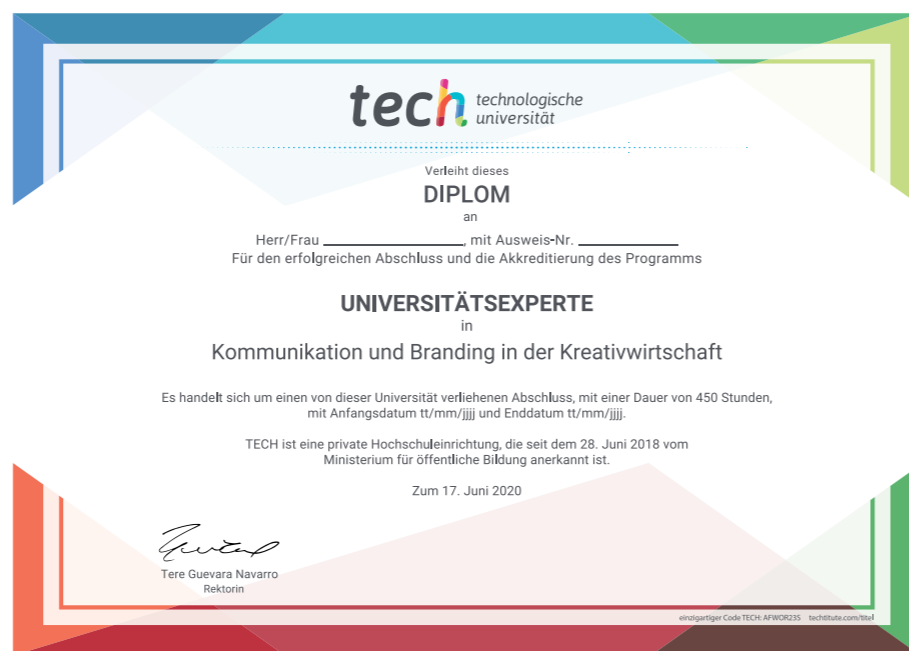 tech technologische
universität
Verleiht dieses
DIPLOM
an
Herr/Frau ____________________, mit Ausweis-Nr. ______________
Für den erfolgreichen Abschluss und die Akkreditierung des Programms
UNIVERSITÄTSEXPERTE
in
Kommunikation und Branding in der Kreativwirtschaft
Es handelt sich um einen von dieser Universität verliehenen Abschluss, mit einer Dauer von 450 Stunden,
mit Anfangsdatum tt/mm/jjjj und Enddatum tt/mm/jjjj.
TECH ist eine private Hochschuleinrichtung, die seit dem 28. Juni 2018 vom
Ministerium für öffentliche Bildung anerkannt ist.
Zum 17. Juni 2020
Tere Guevara Navarro
Rektorin
einzigartiger Code TECH: AFWOR23S techtitute.com/titel